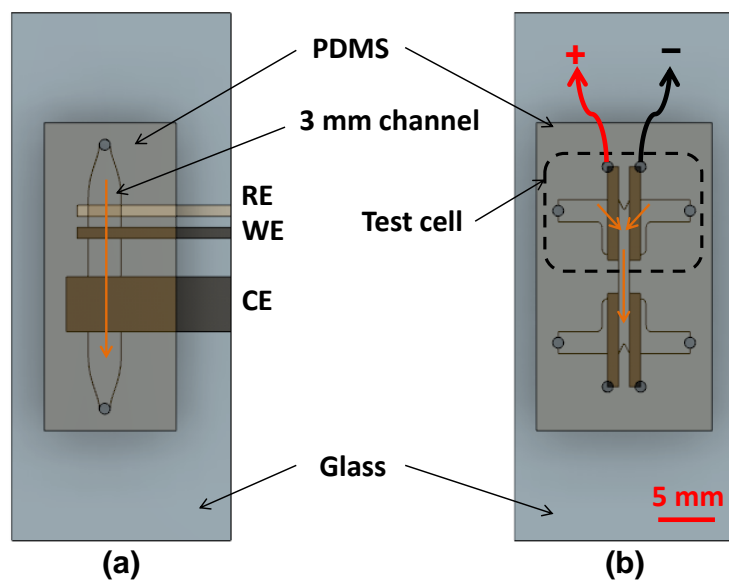 PDMS
3 mm channel
RE
WE
CE
Glass
(a)
+
−
Test cell
5 mm
(b)